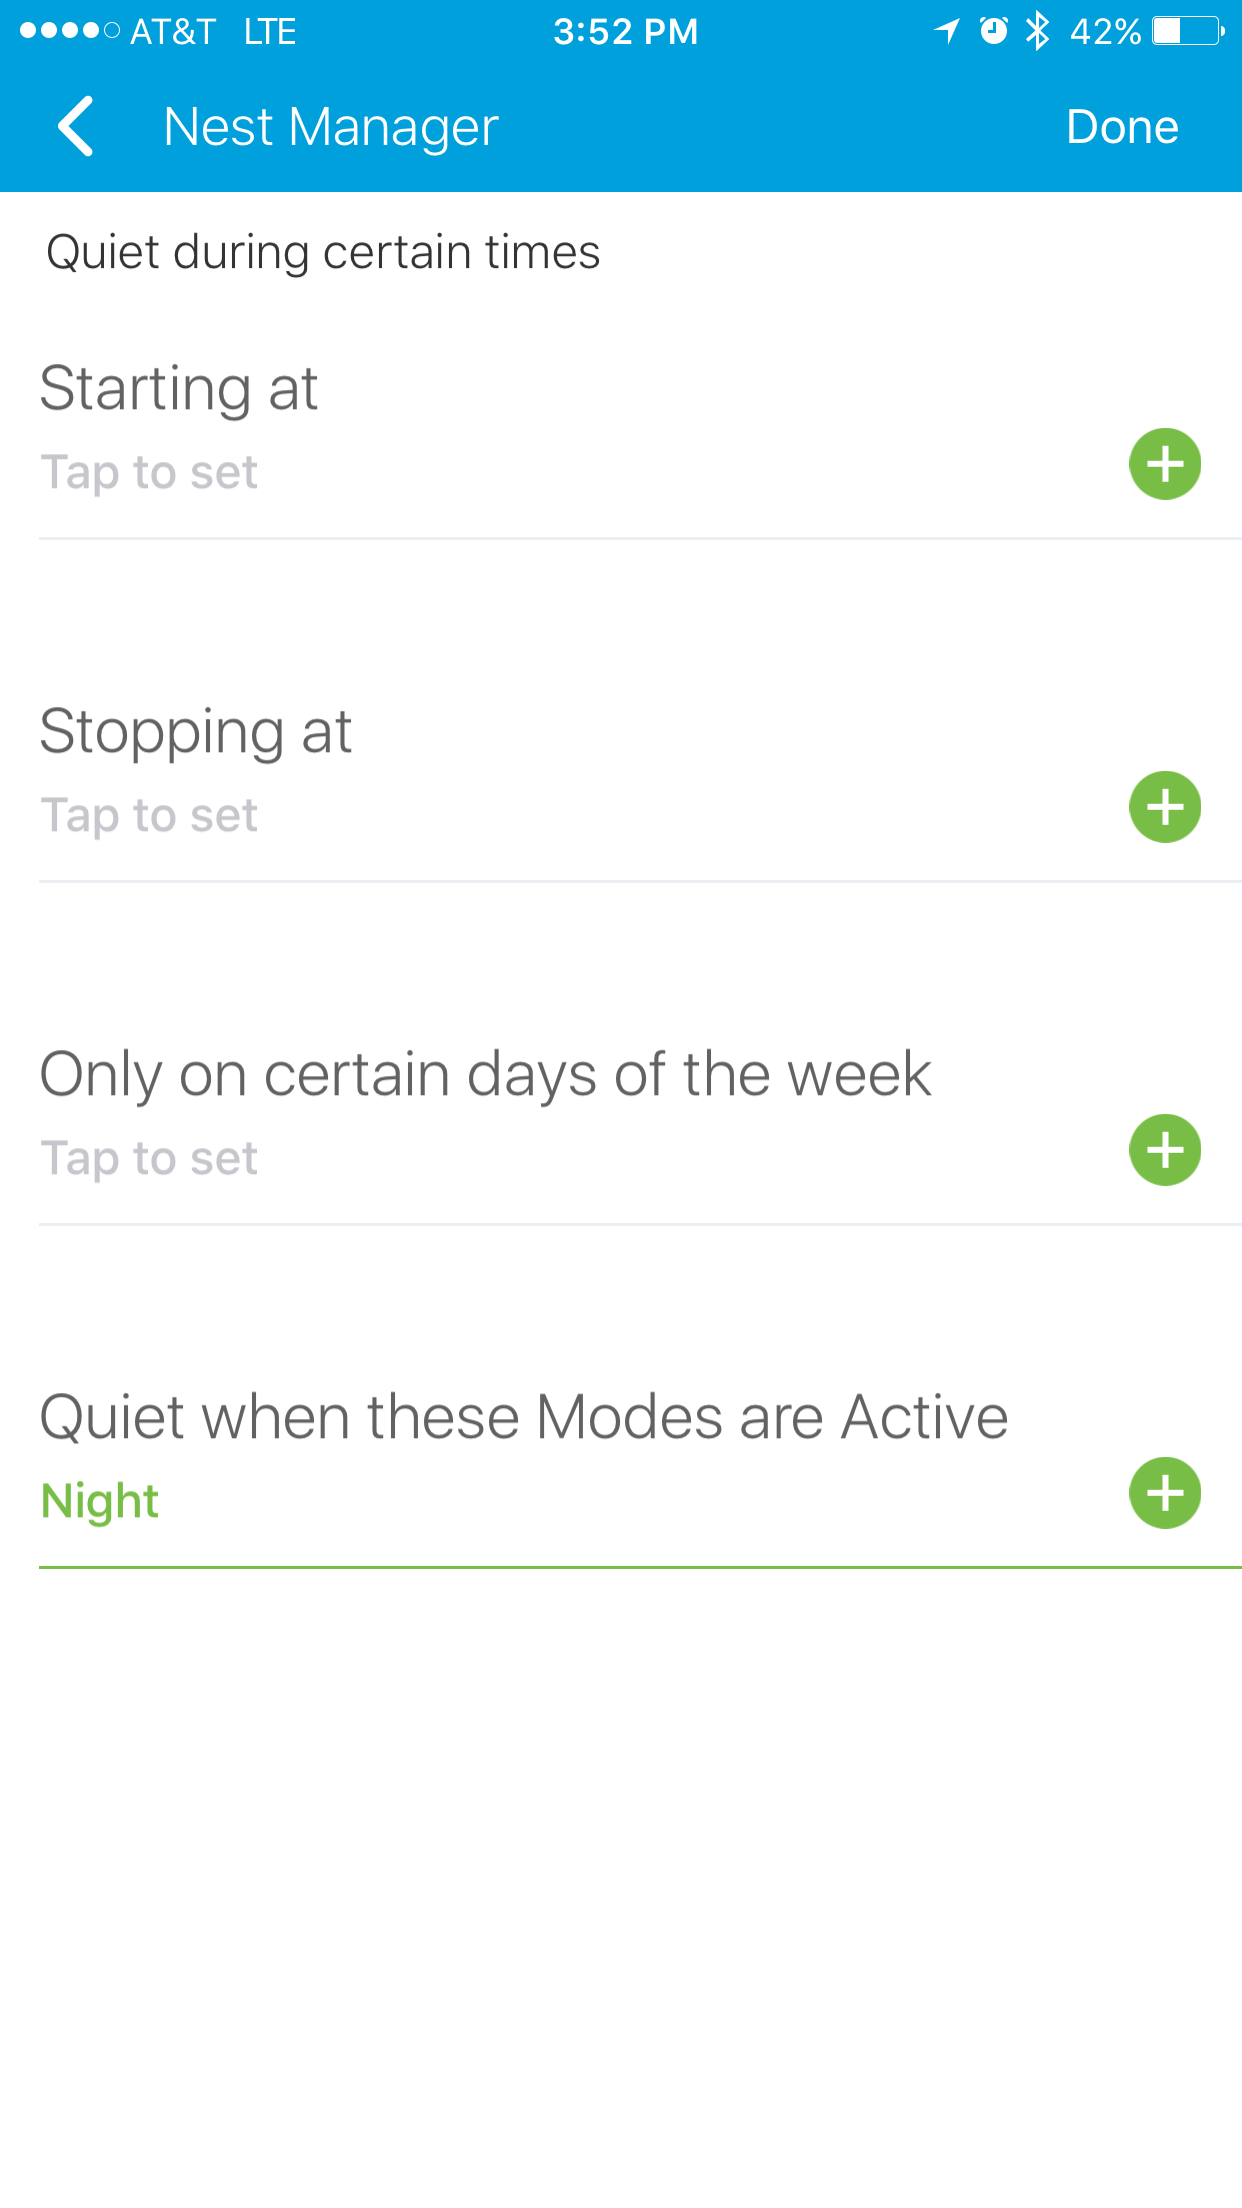 AT&T LTE 3:52 PM 42%
Nest Manager Done
Quiet during certain times
Starting at
Tap to set
Stopping at
Tap to set
Only on certain days of the week
Tap to set
Quiet when these Modes are Active
Night